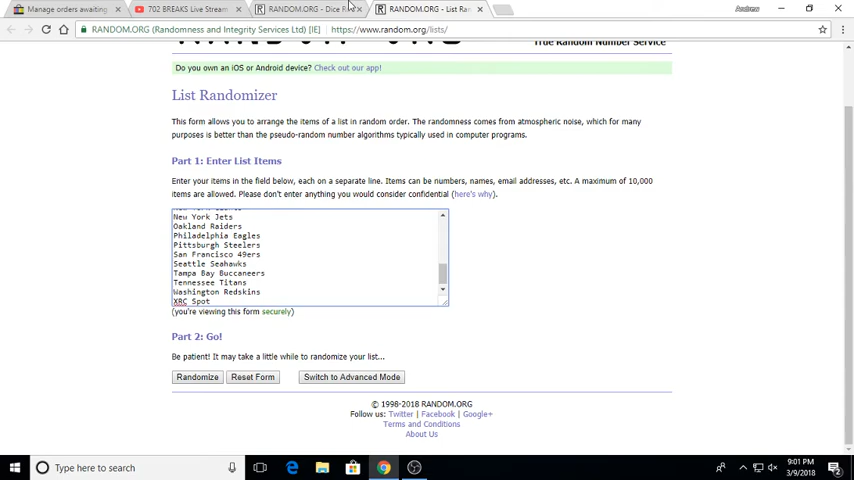 Manage orders awaiting
702 BREAKS Live Stream
RANDOM.ORG - Dice R
RANDOM.ORG - List Ran
Andrew
RANDOM.ORG (Randomness and Integrity Services Ltd) [IE]
https://www.random.org/lists/
True Random Number Service
Do you own an iOS or Android device? Check out our app!
List Randomizer
This form allows you to arrange the items of a list in random order. The randomness comes from atmospheric noise, which for many
purposes is better than the pseudo-random number algorithms typically used in computer programs.
Part 1: Enter List Items
Enter your items in the field below, each on a separate line. Items can be numbers, names, email addresses, etc. A maximum of 10,000
items are allowed. Please don't enter anything you would consider confidential (here's why).
New York Jets
Oakland Raiders
Philadelphia Eagles
Pittsburgh Steelers
San Francisco 49ers
Seattle Seahawks
Tampa Bay Buccaneers
Tennessee Titans
Washington Redskins
XRC Spot
(you're viewing this form securely)
Part 2: Go!
Be patient! It may take a little while to randomize your list...
Randomize
Reset Form
Switch to Advanced Mode
© 1998-2018 RANDOM.ORG
Follow us: Twitter | Facebook | Google+
Terms and Conditions
About Us
Type here to search
9:01 PM
3/9/2018
2